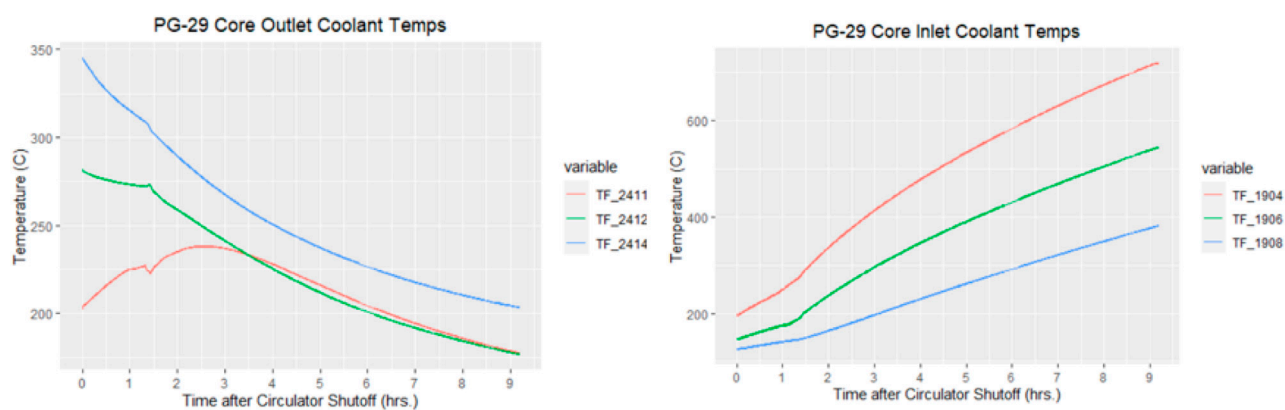 PG-29 Core Outlet Coolant Temps
350
300
250
200
Temperature (C)
0 1 2 3 4 5 6 7 8 9
Time after Circulator Shutoff (hrs.)
variable
TF_2411
TF_2412
TF_2414
PG-29 Core Inlet Coolant Temps
600
400
200
Temperature (C)
0 1 2 3 4 5 6 7 8 9
Time after Circulator Shutoff (hrs.)
variable
TF_1904
TF_1906
TF_1908